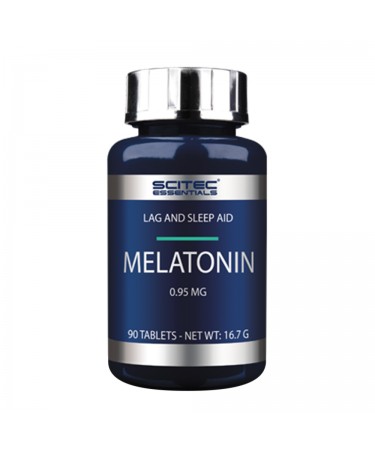 SCITEC
ESSENTIALS
LAG AND SLEEP AID
MELATONIN
0.95 MG
90 TABLETS - NET WT: 16.7 G